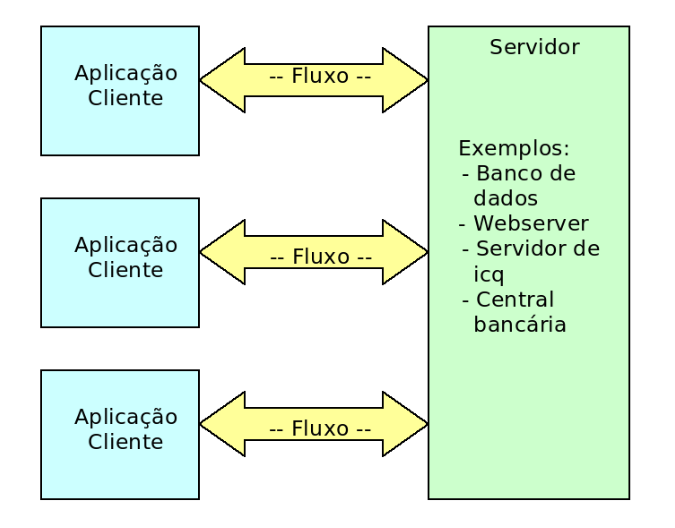 Aplicação
Cliente
-- Fluxo --
Aplicação
Cliente
-- Fluxo --
Aplicação
Cliente
-- Fluxo --
Servidor
Exemplos:
- Banco de
dados
- Webserver
- Servidor de
icq
- Central
bancária